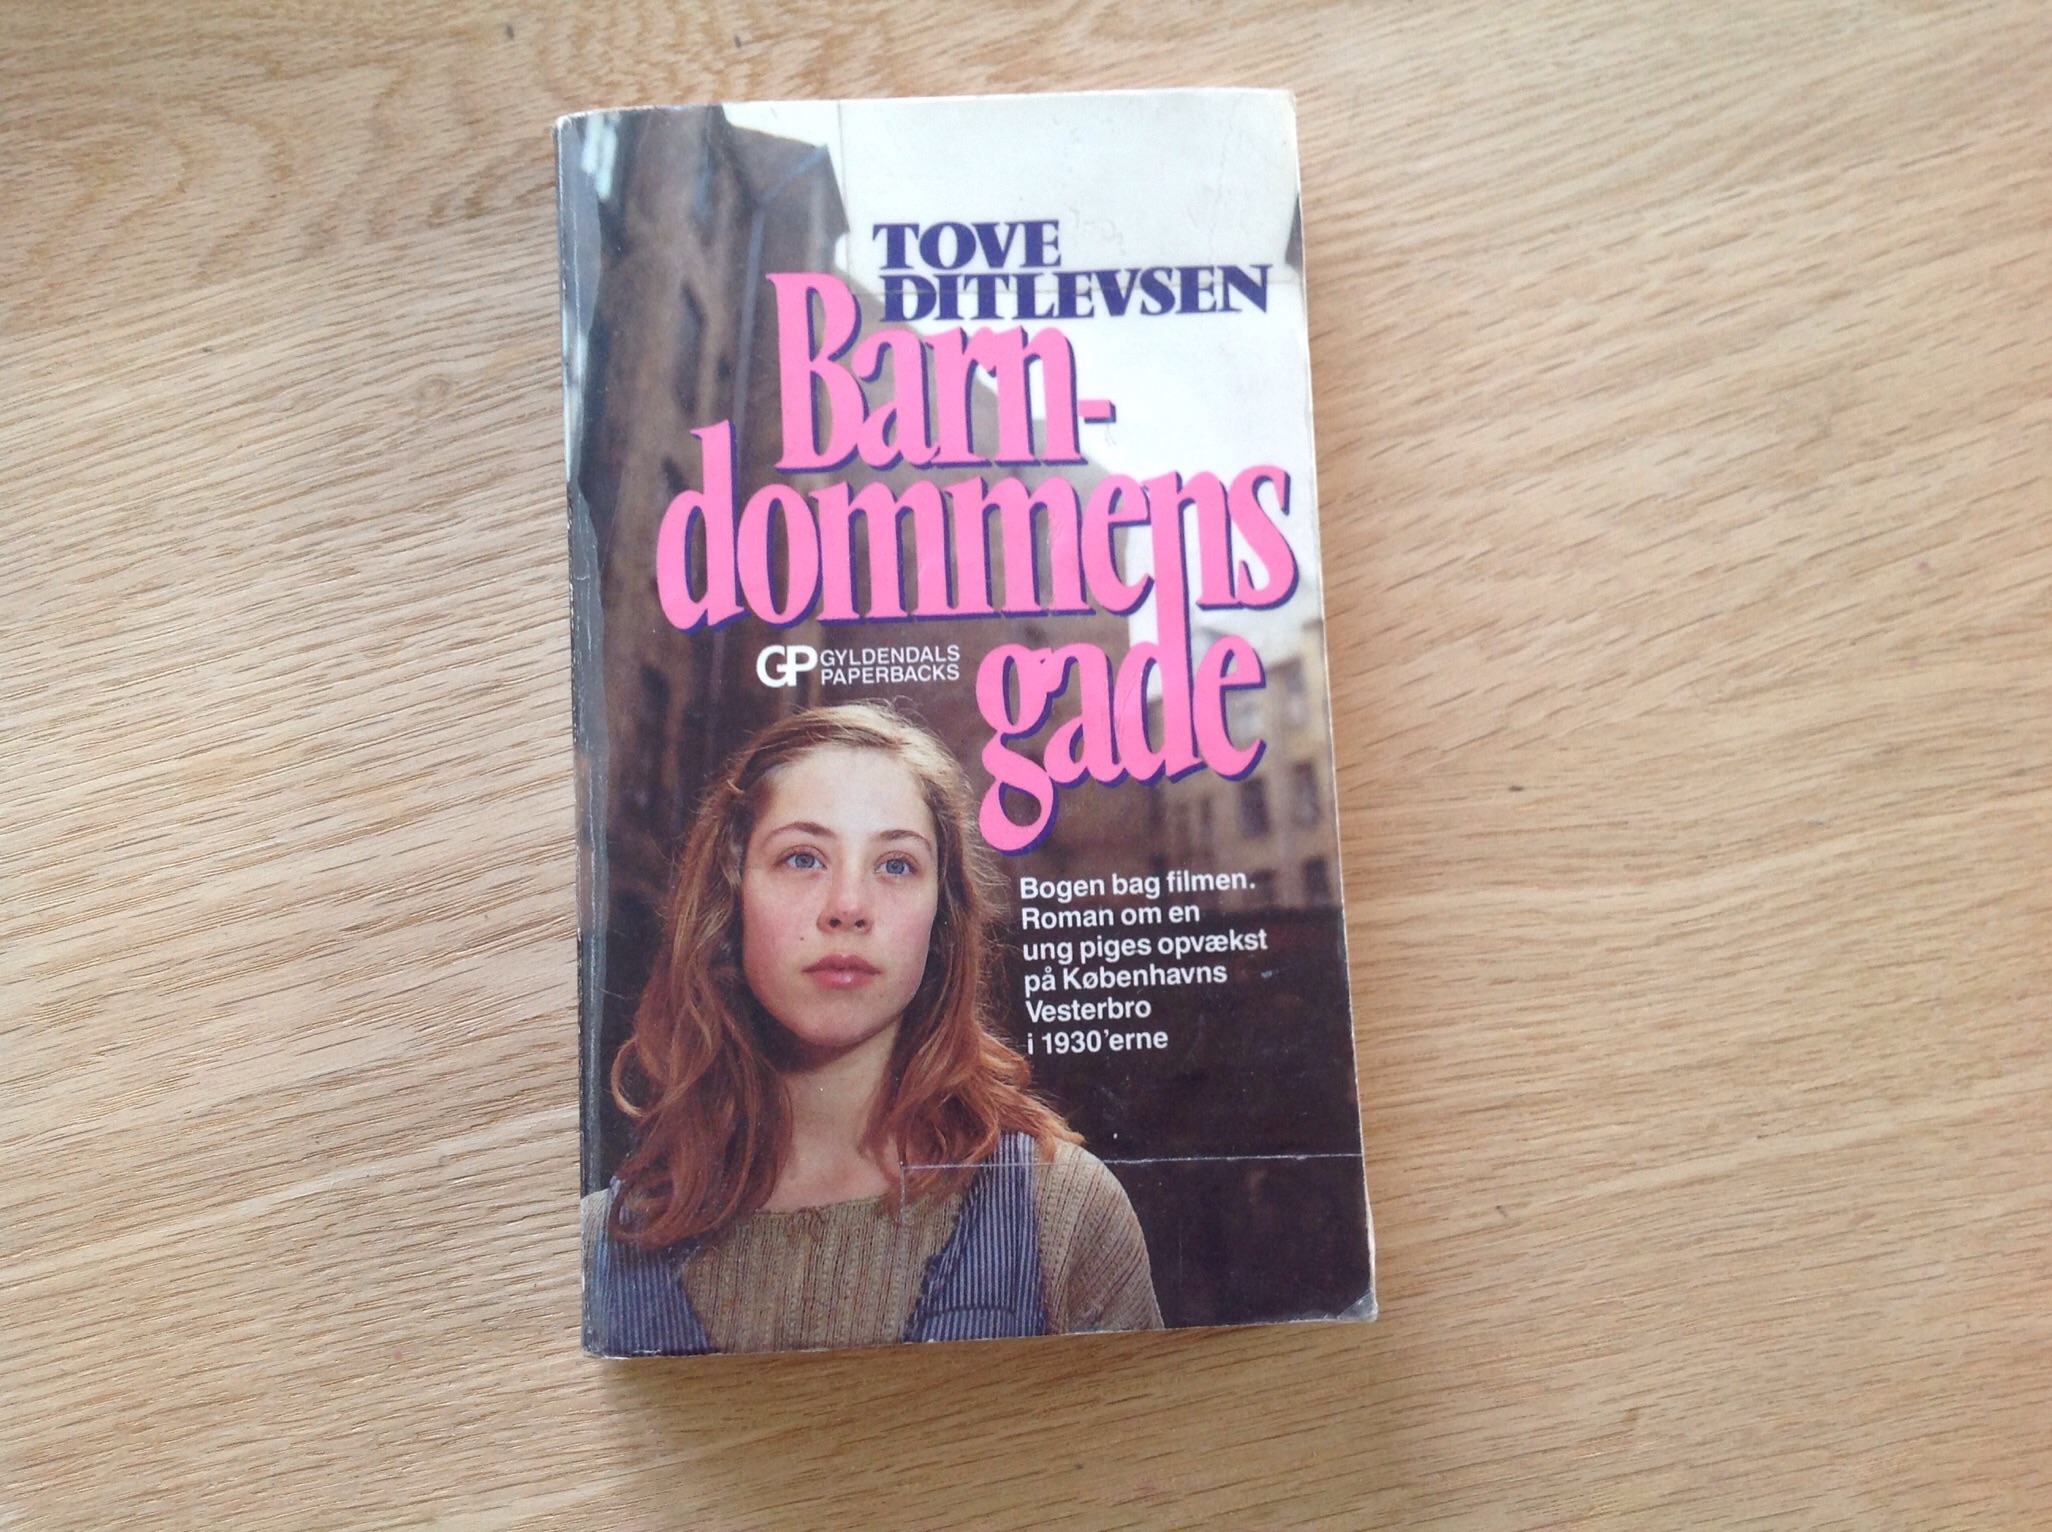 TOVE
DITLEVSEN
Barn-
dommens
gade
GP GYLDENDALS
PAPERBACKS
Bogen bag filmen.
Roman om en
ung piges opvækst
på Københavns
Vesterbro
i 1930'erne